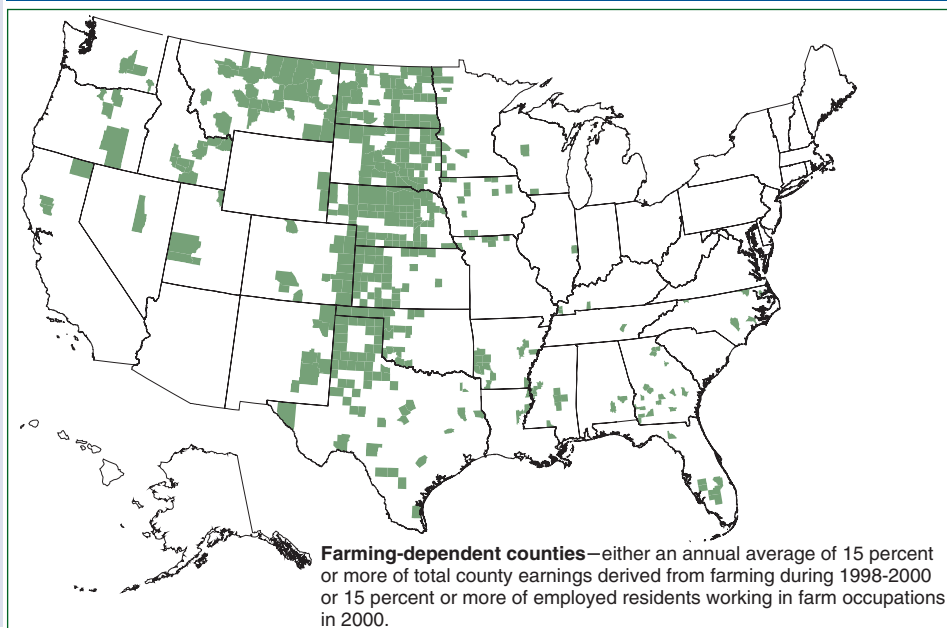 Farming-dependent counties—either an annual average of 15 percent
or more of total county earnings derived from farming during 1998-2000
or 15 percent or more of employed residents working in farm occupations
in 2000.